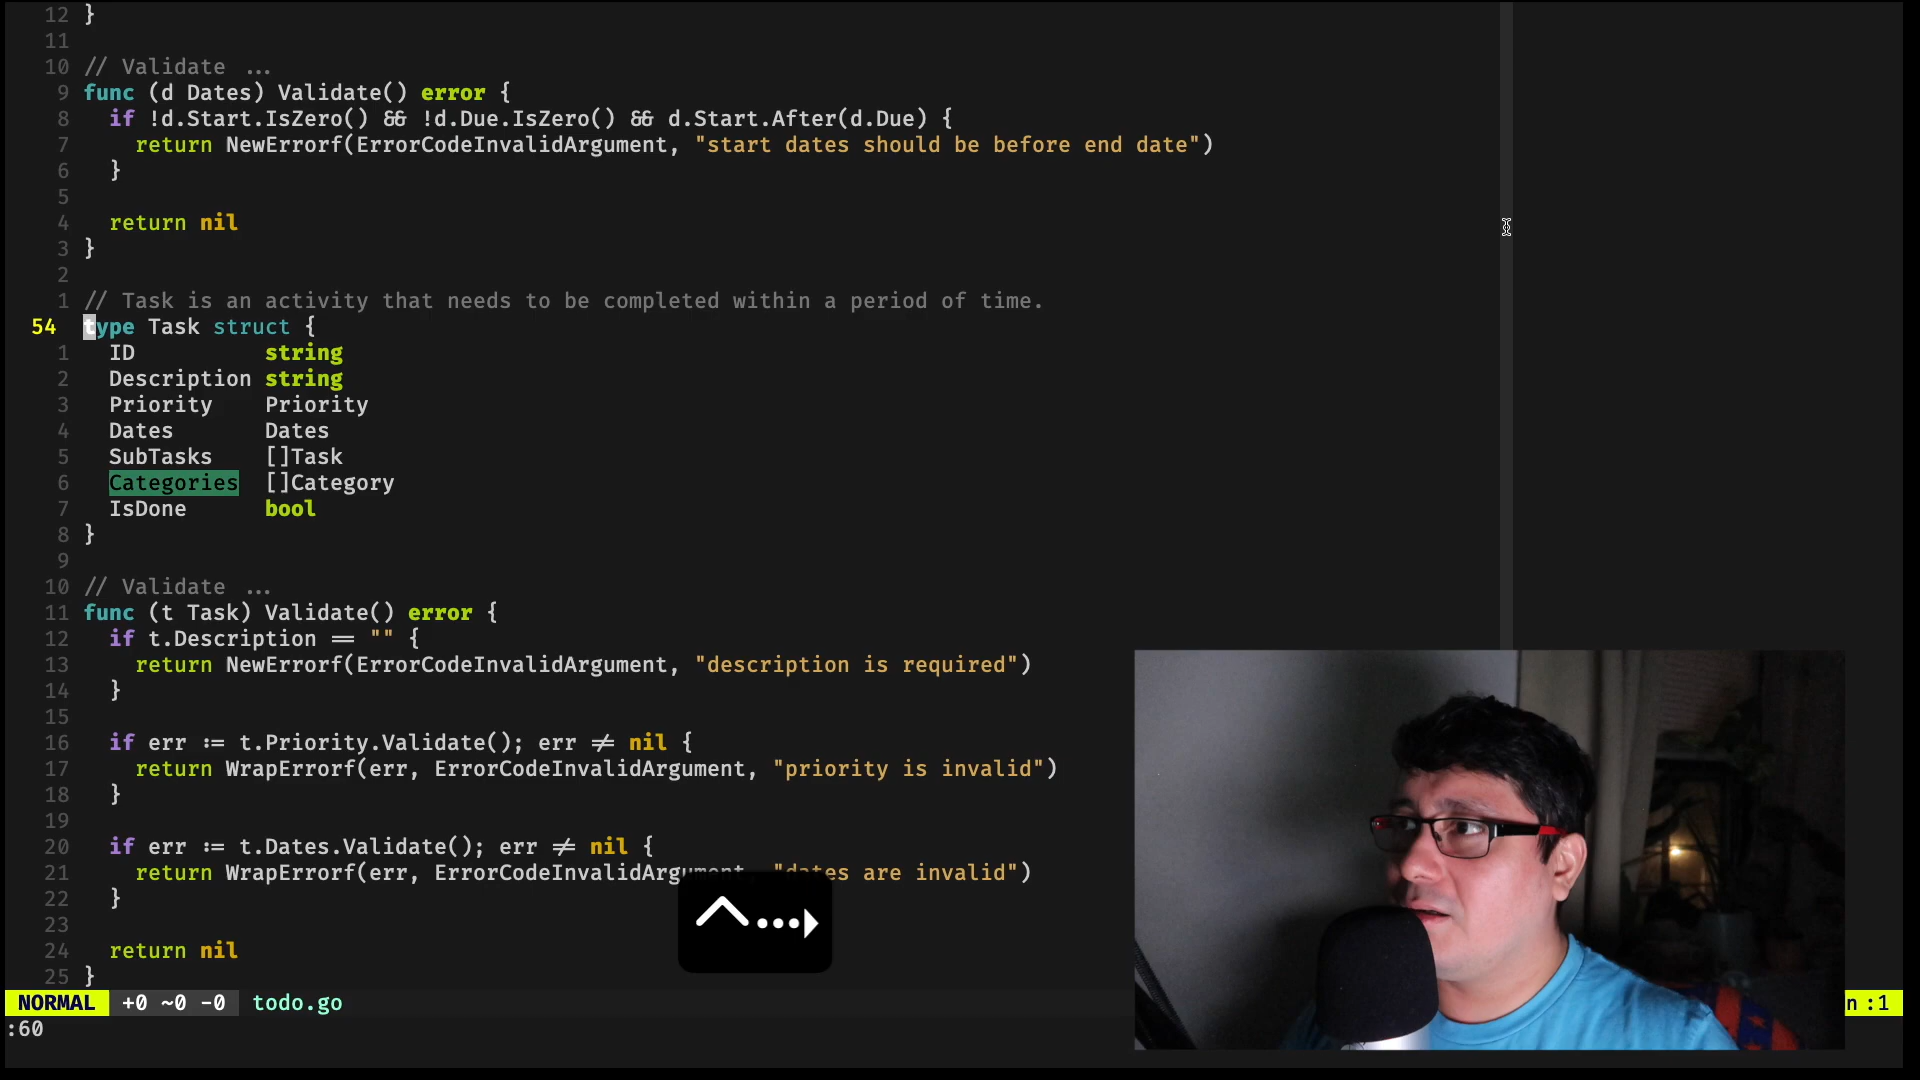 12 }
11
10 // Validate ...
9 func (d Dates) Validate() error {
8 if !d.Start.IsZero() && !d.Due.IsZero() && d.Start.After(d.Due) {
7 return NewErrorf(ErrorCodeInvalidArgument, "start dates should be before end date")
6 }
5
4 return nil
3 }
2
1 // Task is an activity that needs to be completed within a period of time.
54 type Task struct {
1 ID string
2 Description string
3 Priority Priority
4 Dates Dates
5 SubTasks []Task
6 Categories []Category
7 IsDone bool
8 }
9
10 // Validate ...
11 func (t Task) Validate() error {
12 if t.Description == "" {
13 return NewErrorf(ErrorCodeInvalidArgument, "description is required")
14 }
15
16 if err := t.Priority.Validate(); err != nil {
17 return WrapErrorf(err, ErrorCodeInvalidArgument, "priority is invalid")
18 }
19
20 if err := t.Dates.Validate(); err != nil {
21 return WrapErrorf(err, ErrorCodeInvalidArgument, "dates are invalid")
22 }
23
24 return nil
25 }
NORMAL +0 ~0 -0 todo.go n :1
:60